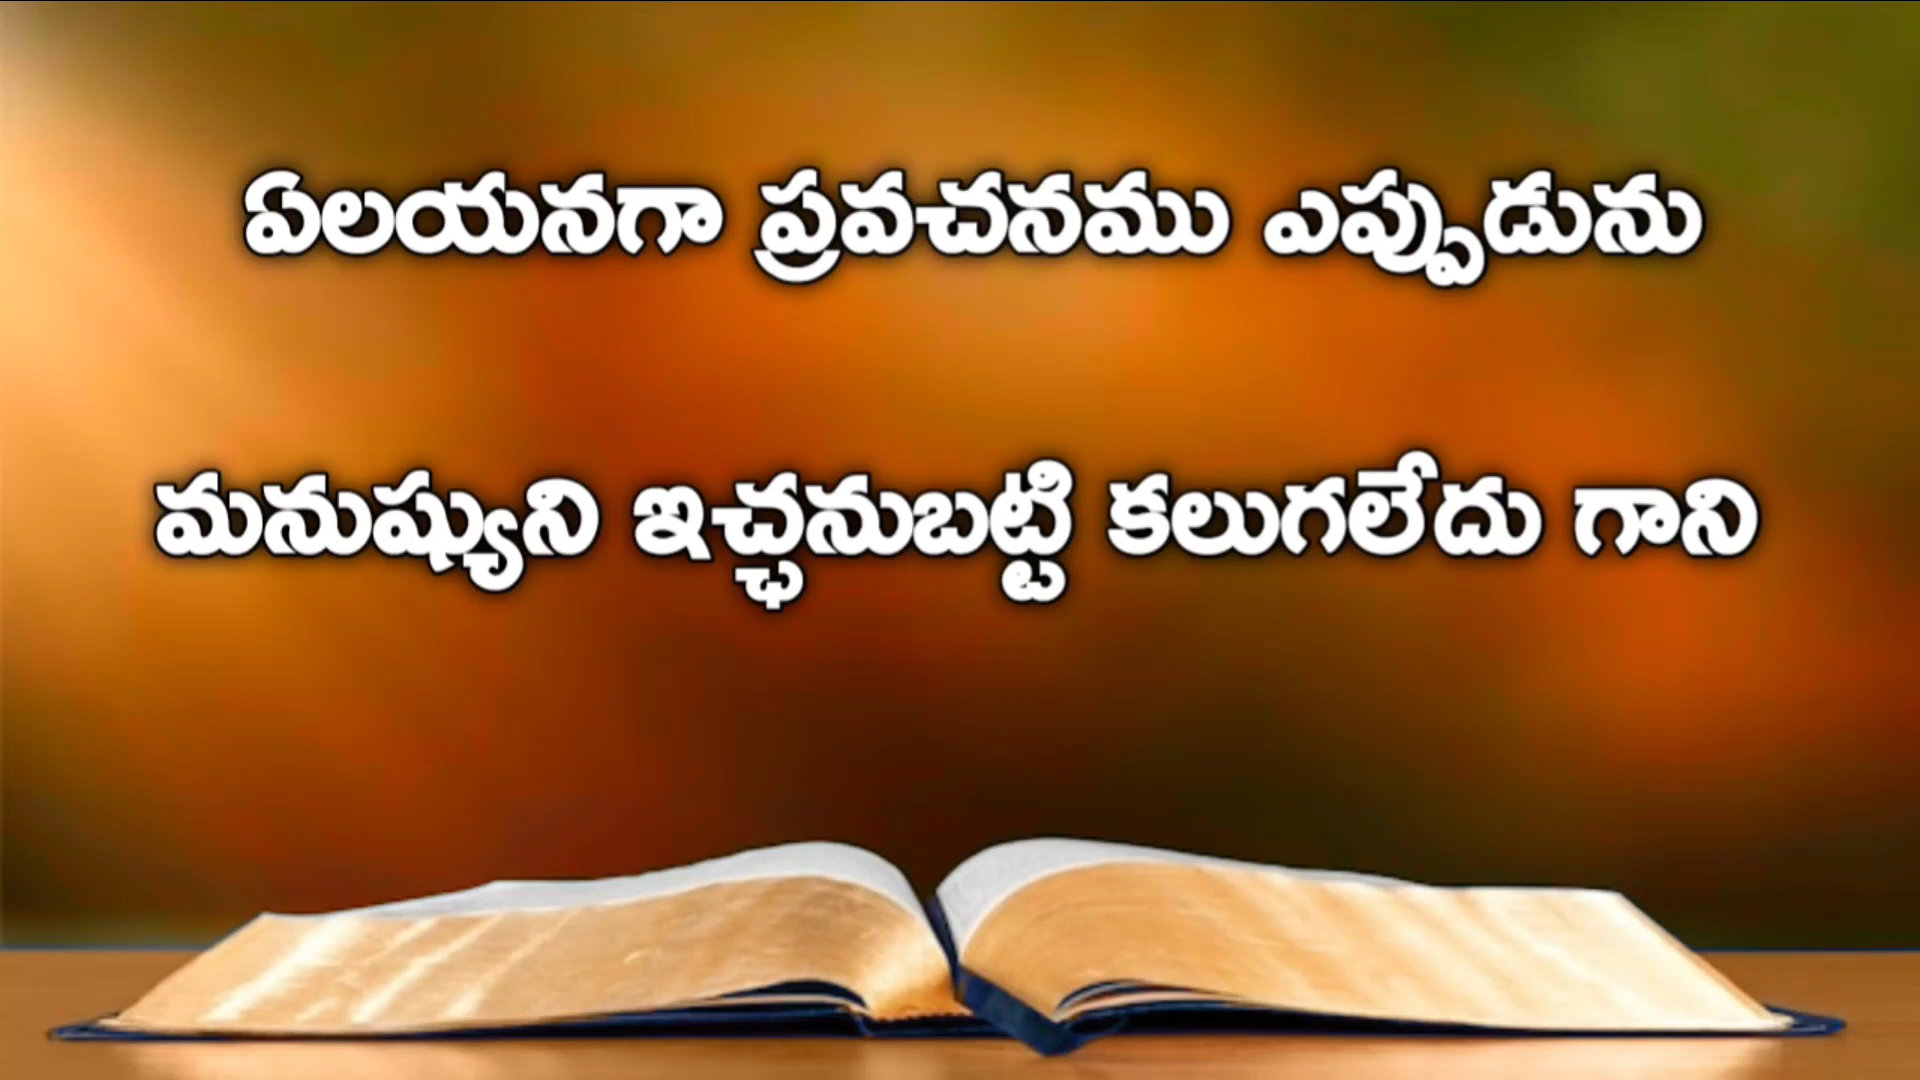 ఏలయనగా ప్రవచనము ఎప్పుడును
మనుష్యుని ఇచ్ఛనుబట్టి కలుగలేదు గాని